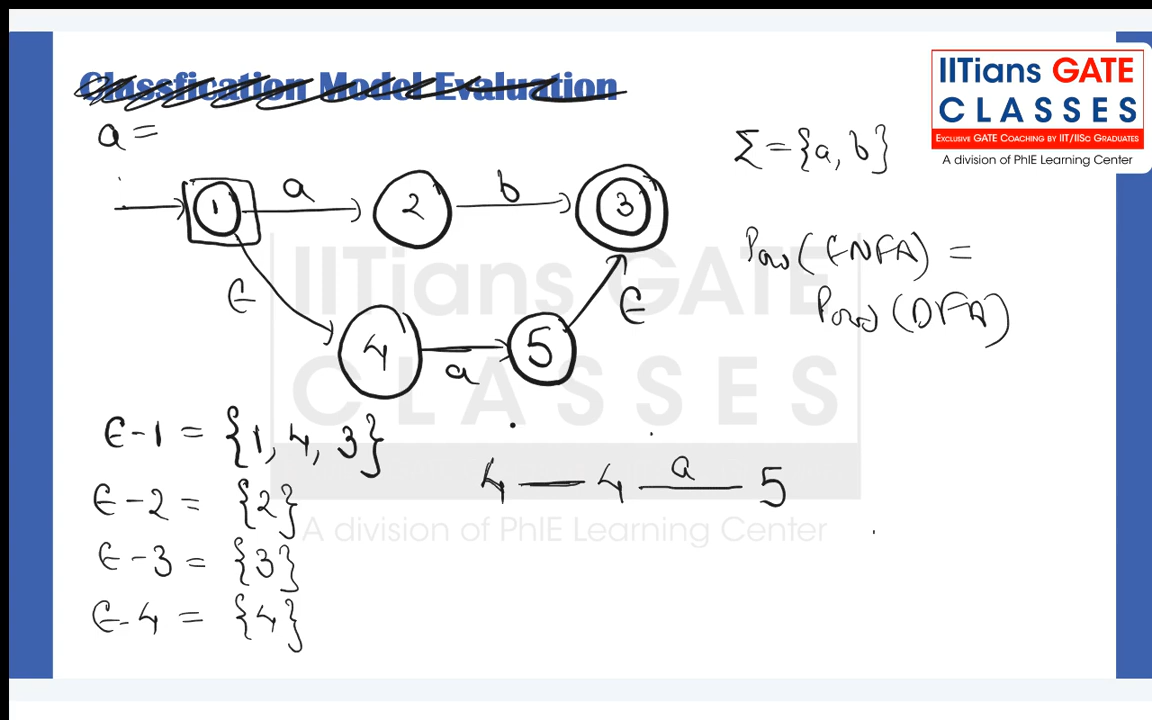 Classfication Model Evaluation
IITians GATE
CLASSES
EXCLUSIVE GATE COACHING BY IIT/IISC GRADUATES
A division of PhIE Learning Center
a =
Σ = {a, b}
1 a 2 b 3
Pow (ENFA) =
Pow (DFA)
ϵ ϵ
4 a 5
IITians GATE
CLASSES
A division of PhIE Learning Center
ϵ-1 = {1, 4, 3}
4 — 4 a 5
ϵ-2 = {2}
ϵ-3 = {3}
ϵ-4 = {4}